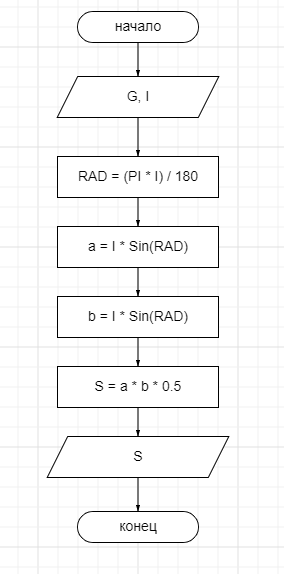 начало
G, I
RAD = (PI * I) / 180
a = I * Sin(RAD)
b = I * Sin(RAD)
S = a * b * 0.5
S
конец